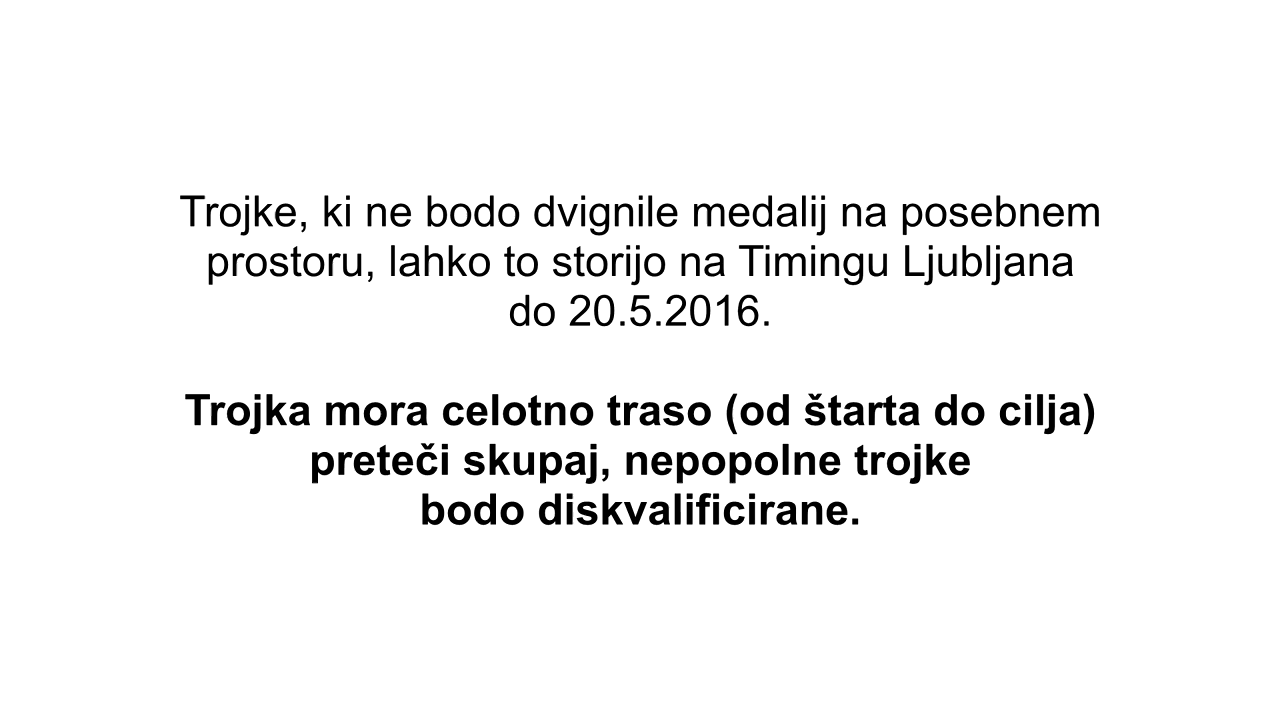 Trojke, ki ne bodo dvignile medalij na posebnem
prostoru, lahko to storijo na Timingu Ljubljana
do 20.5.2016.
Trojka mora celotno traso (od štarta do cilja)
preteči skupaj, nepopolne trojke
bodo diskvalificirane.